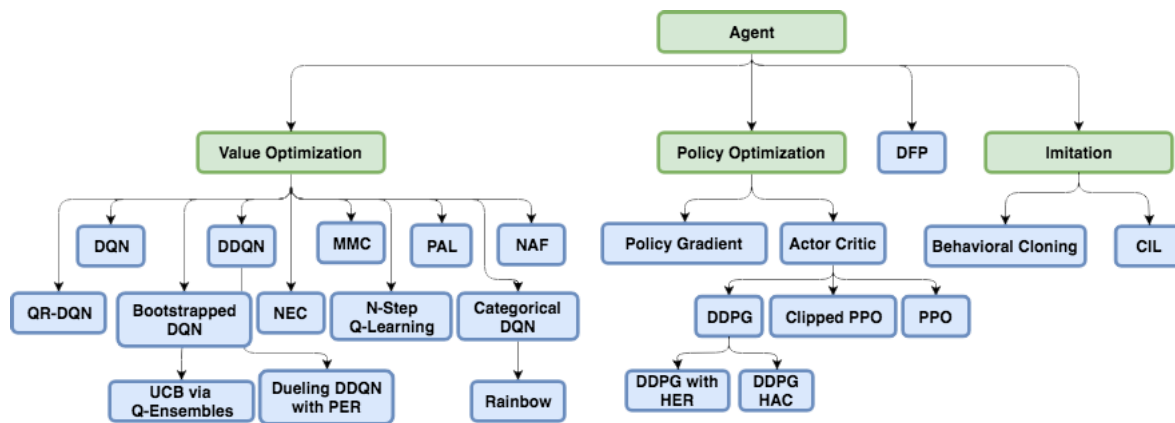 Agent
Value Optimization
Policy Optimization
DFP
Imitation
DQN
DDQN
MMC
PAL
NAF
Policy Gradient
Actor Critic
Behavioral Cloning
CIL
QR-DQN
Bootstrapped
DQN
NEC
N-Step
Q-Learning
Categorical
DQN
DDPG
Clipped PPO
PPO
UCB via
Q-Ensembles
Dueling DDQN
with PER
Rainbow
DDPG with
HER
DDPG
HAC